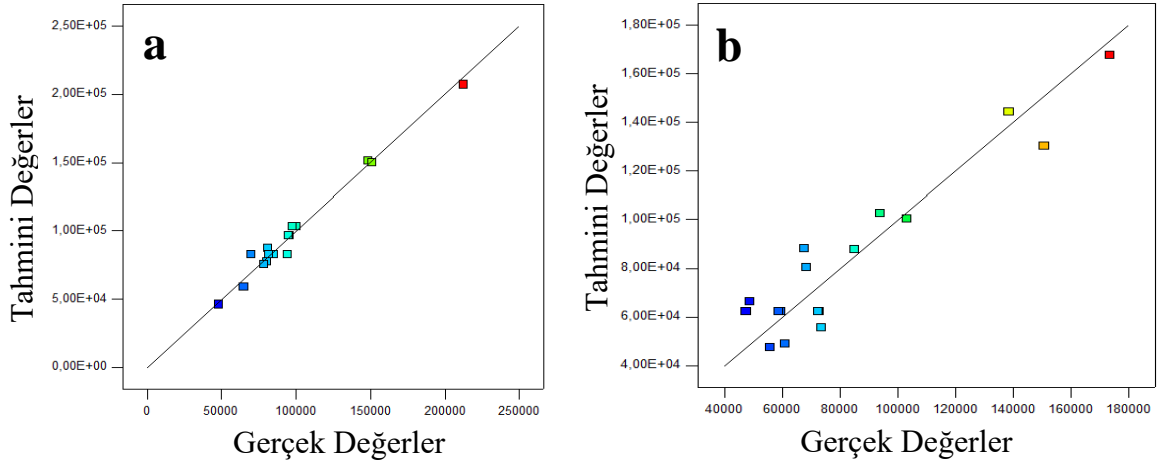 a
2,50E+05
2,00E+05
1,50E+05
1,00E+05
5,00E+04
0,00E+00
Tahmini Değerler
0 50000 100000 150000 200000 250000
Gerçek Değerler
b
1,80E+05
1,60E+05
1,40E+05
1,20E+05
1,00E+05
8,00E+04
6,00E+04
4,00E+04
Tahmini Değerler
40000 60000 80000 100000 120000 140000 160000 180000
Gerçek Değerler